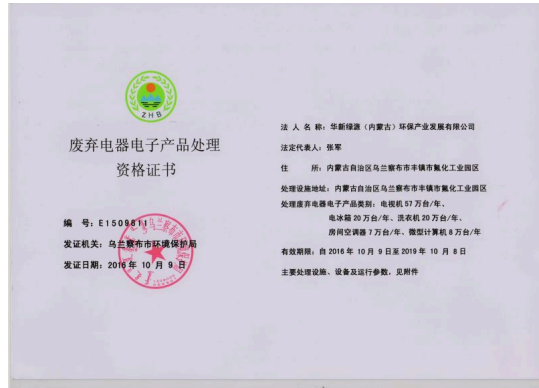 ZHB
废弃电器电子产品处理
资格证书
编 号: E1509811
发证机关: 乌兰察布市环境保护局
发证日期: 2016 年 10 月 9 日
法 人 名 称: 华新绿源（内蒙古）环保产业发展有限公司
法定代表人: 张军
住 所: 内蒙古自治区乌兰察布市丰镇市氟化工业园区
处理设施地址: 内蒙古自治区乌兰察布市丰镇市氟化工业园区
处理废弃电器电子产品类别: 电视机 57 万台/年、
电冰箱 20 万台/年、洗衣机 20 万台/年、
房间空调器 7 万台/年、微型计算机 8 万台/年
有效期限: 自 2016 年 10 月 9 日至 2019 年 10 月 8 日
主要处理设施、设备及运行参数，见附件